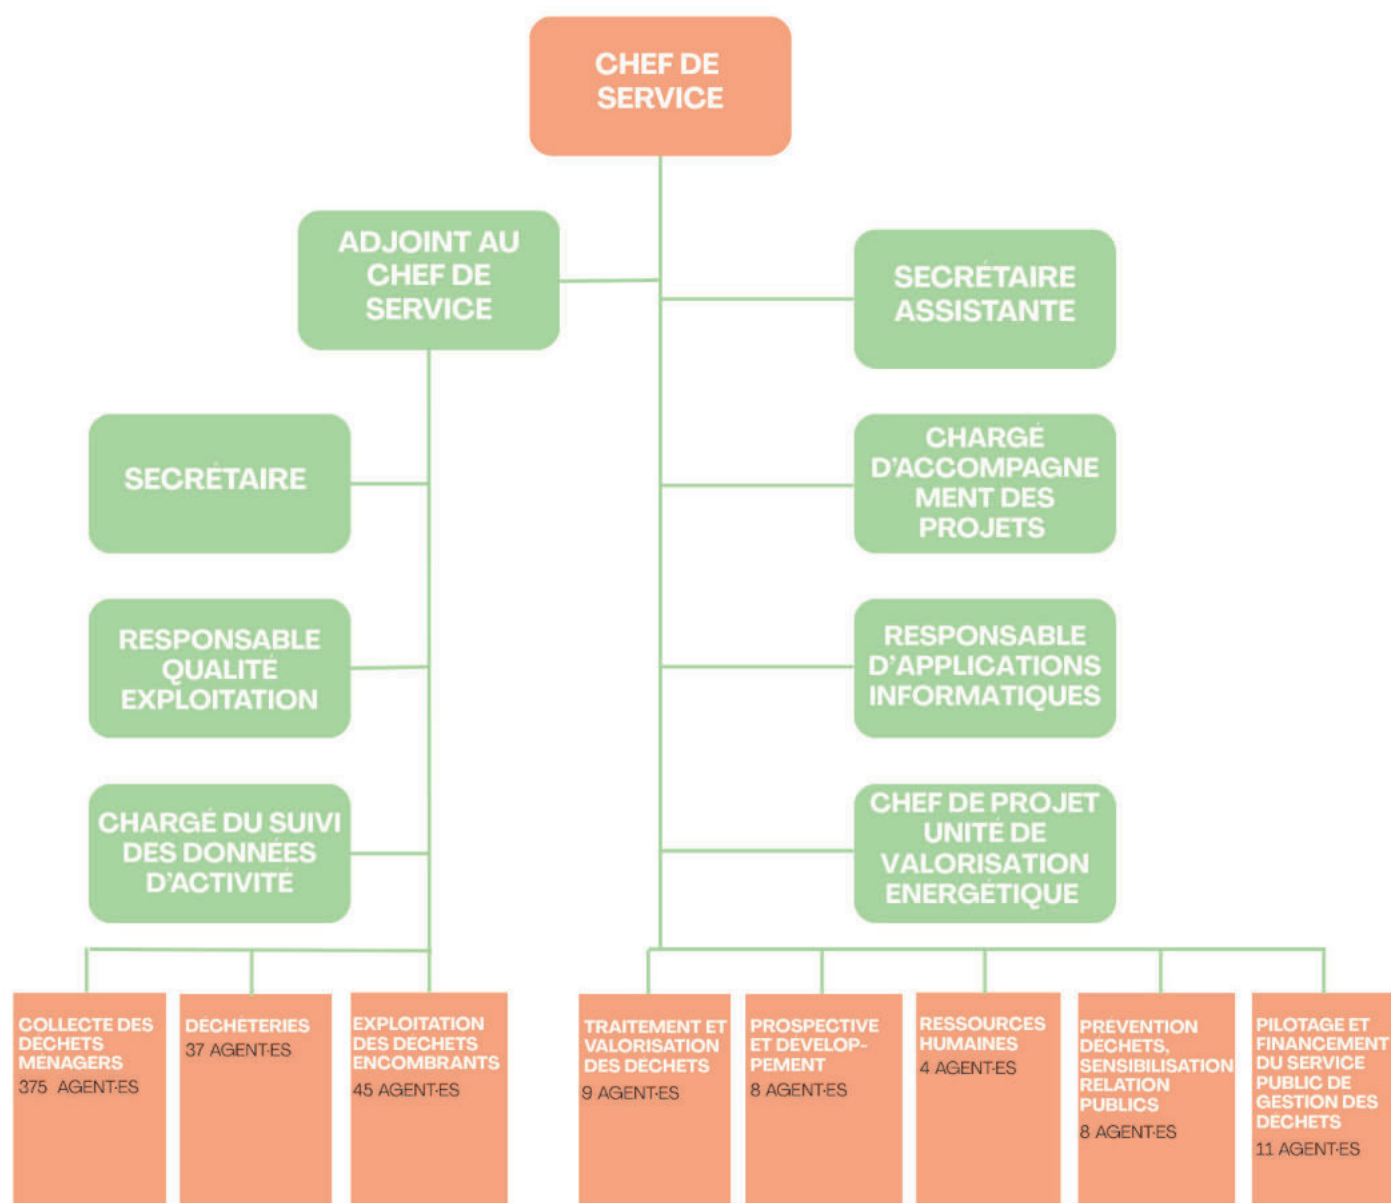 CHEF DE
SERVICE
ADJOINT AU
CHEF DE
SERVICE
SECRÉTAIRE
ASSISTANTE
SECRÉTAIRE
CHARGÉ
D'ACCOMPAGNE
MENT DES
PROJETS
RESPONSABLE
QUALITÉ
EXPLOITATION
RESPONSABLE
D'APPLICATIONS
INFORMATIQUES
CHARGÉ DU SUIVI
DES DONNÉES
D'ACTIVITÉ
CHEF DE PROJET
UNITÉ DE
VALORISATION
ENERGÉTIQUE
COLLECTE DES
DÉCHETS
MÉNAGERS
375 AGENT·ES
DÉCHÈTERIES
37 AGENT·ES
EXPLOITATION
DES DÉCHETS
ENCOMBRANTS
45 AGENT·ES
TRAITEMENT ET
VALORISATION
DES DÉCHETS
9 AGENT·ES
PROSPECTIVE
ET DÉVELOP-
PEMENT
8 AGENT·ES
RESSOURCES
HUMAINES
4 AGENT·ES
PRÉVENTION
DÉCHETS,
SENSIBILISATION
RELATION
PUBLICS
8 AGENT·ES
PILOTAGE ET
FINANCEMENT
DU SERVICE
PUBLIC DE
GESTION DES
DÉCHETS
11 AGENT·ES